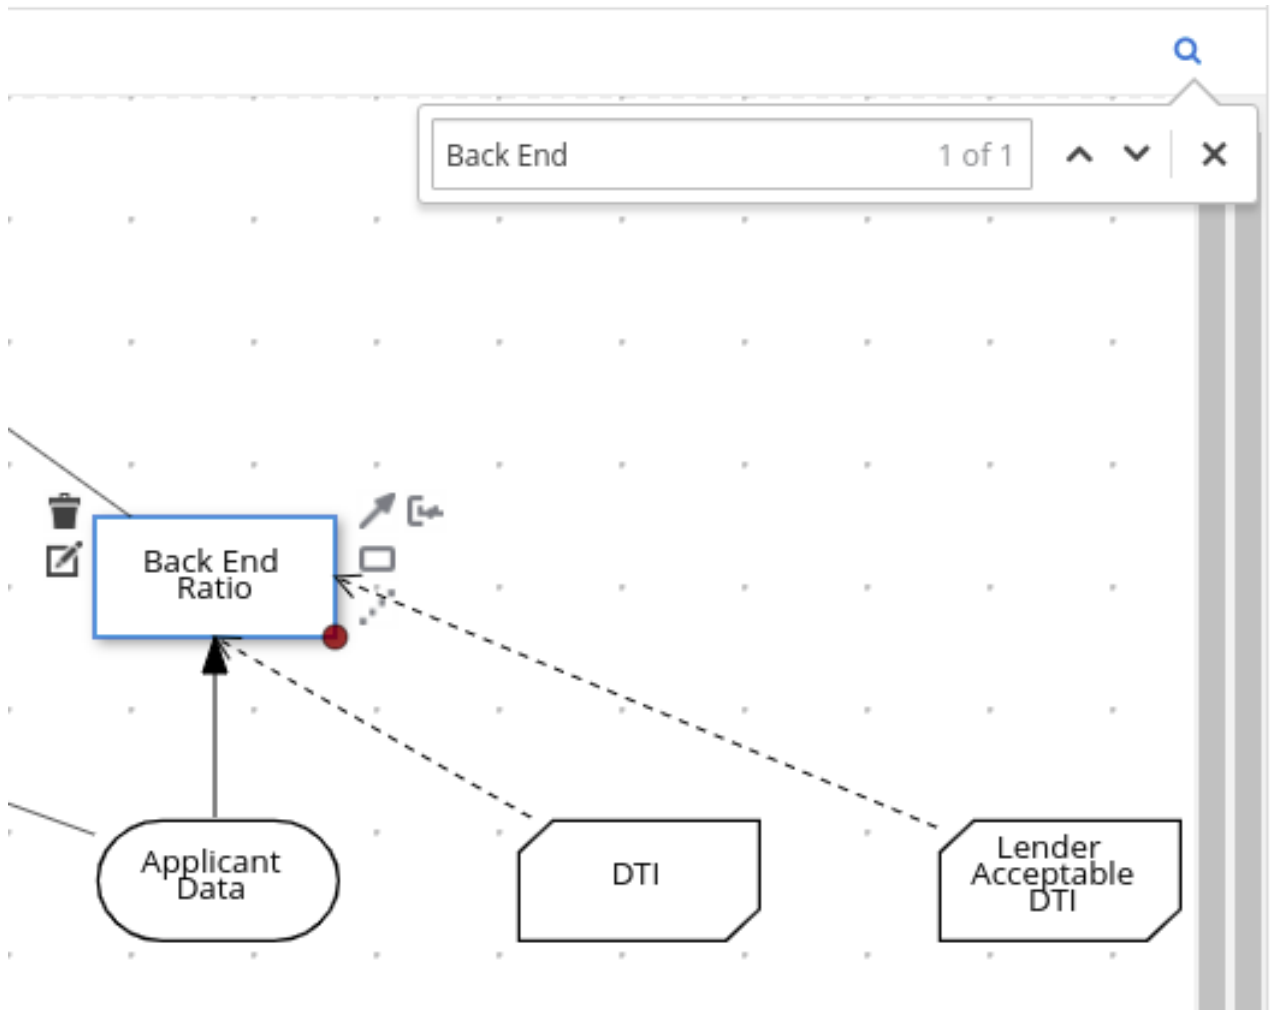 Back End 1 of 1
Back End
Ratio
Applicant
Data
DTI
Lender
Acceptable
DTI